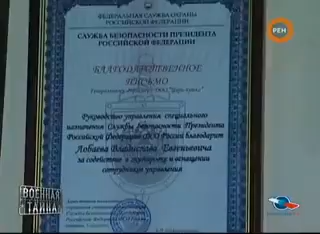 ФЕДЕРАЛЬНАЯ СЛУЖБА ОХРАНЫ
РОССИЙСКОЙ ФЕДЕРАЦИИ
СЛУЖБА БЕЗОПАСНОСТИ ПРЕЗИДЕНТА
РОССИЙСКОЙ ФЕДЕРАЦИИ
РЕН
БЛАГОДАРСТВЕННОЕ
ПИСЬМО
Руководство управления специального
назначения Службы безопасности Президента
Российской Федерации ФСО России благодарит
Лобаева Владислава Евгеньевича
за содействие в и оснащении
сотрудников управления
ВОЕННАЯ
ТАЙНА